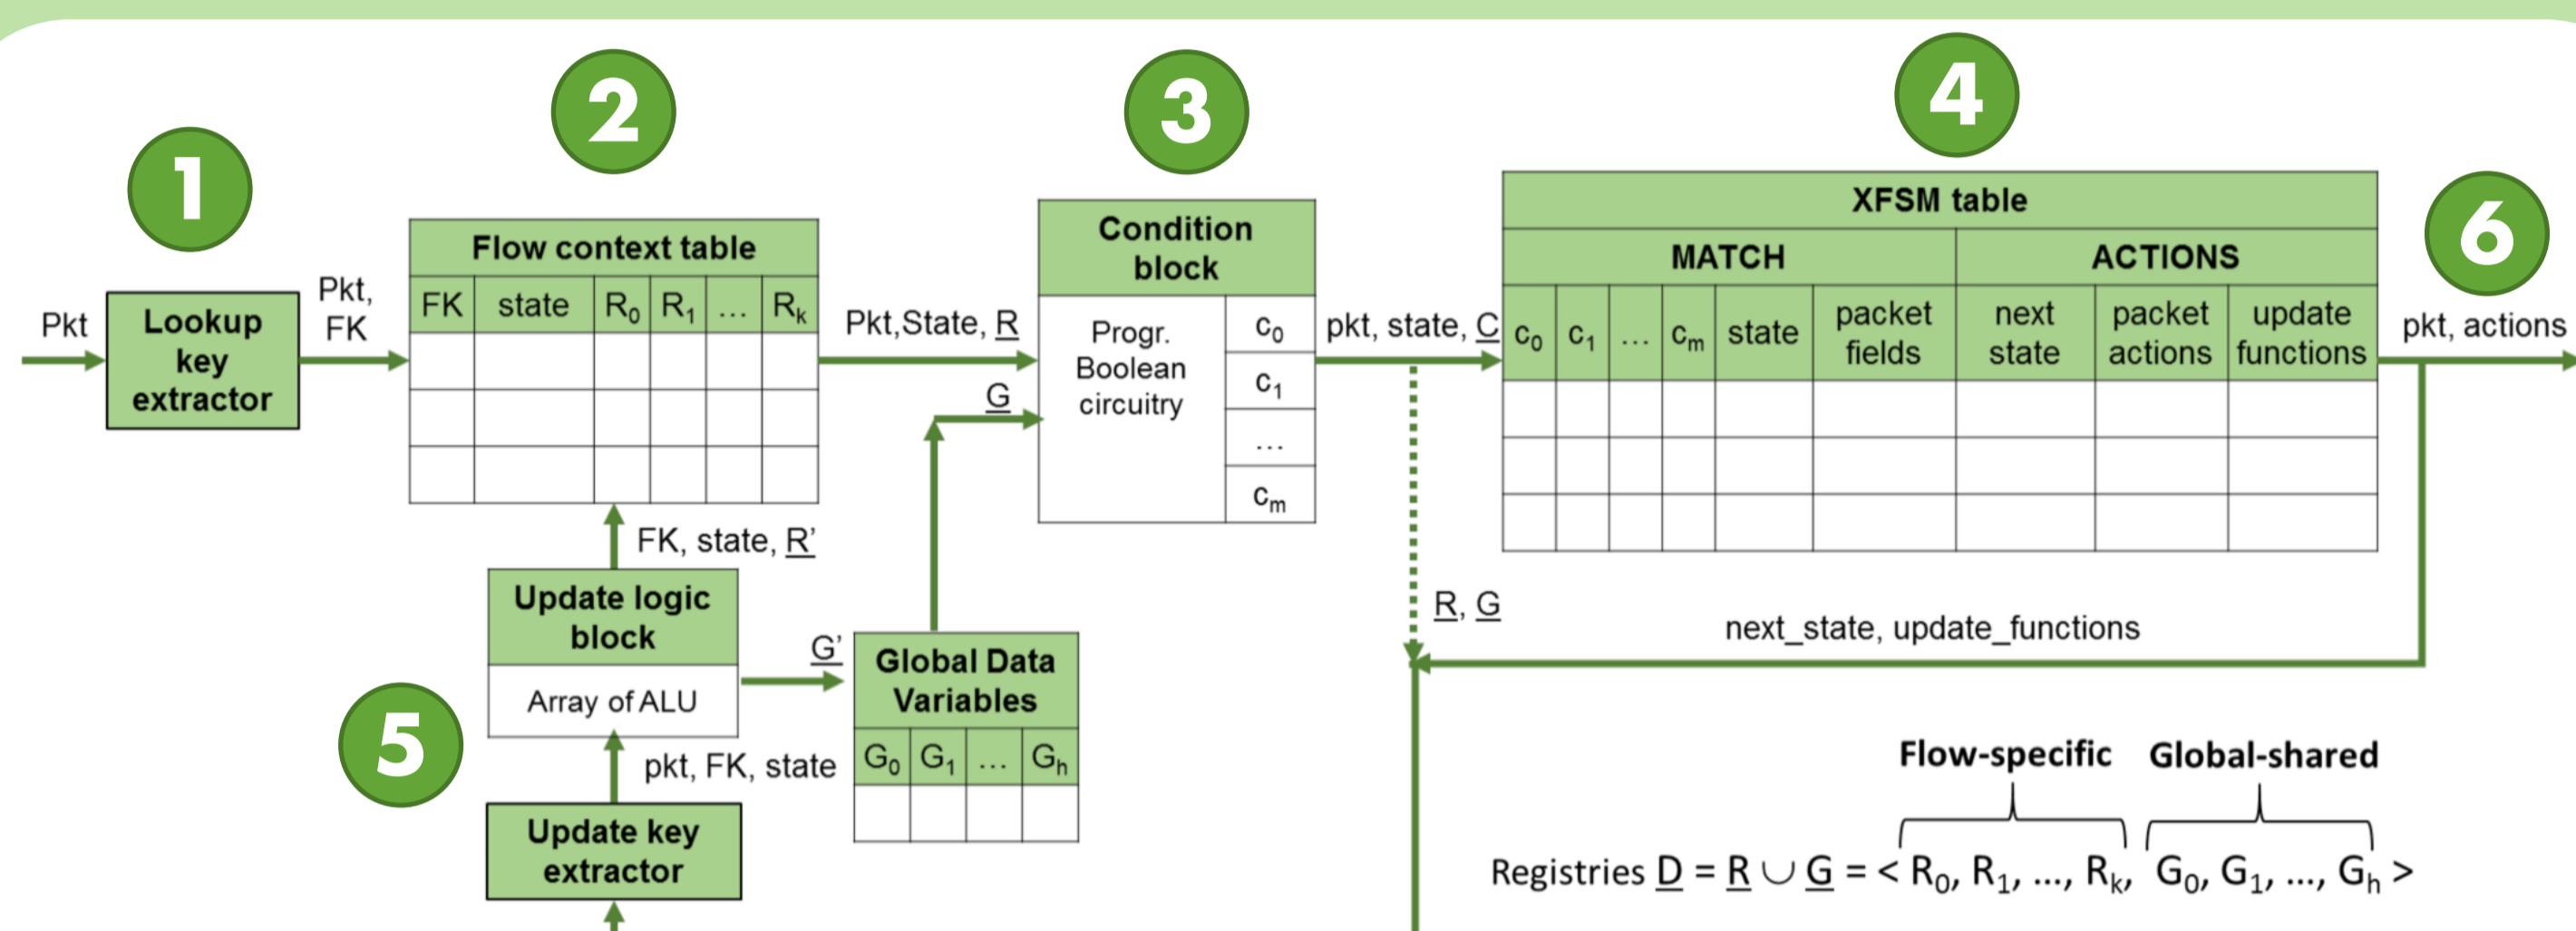 1
2
3
4
5
6
Pkt
Lookup
key
extractor
Pkt,
FK
Flow context table
FK state R₀ R₁ ... Rₖ
Pkt,State, R
G
Condition
block
Progr.
Boolean
circuitry
c₀
c₁
...
cₘ
pkt, state, C
XFSM table
MATCH ACTIONS
c₀ c₁ ... cₘ state packet
fields
next
state
packet
actions
update
functions
pkt, actions
FK, state, R’
Update logic
block
Array of ALU
G’
Global Data
Variables
G₀ G₁ ... Gₕ
pkt, FK, state
Update key
extractor
R, G
next_state, update_functions
Flow-specific Global-shared
Registries D = R ∪ G = < R₀, R₁, ..., Rₖ, G₀, G₁, ..., Gₕ >